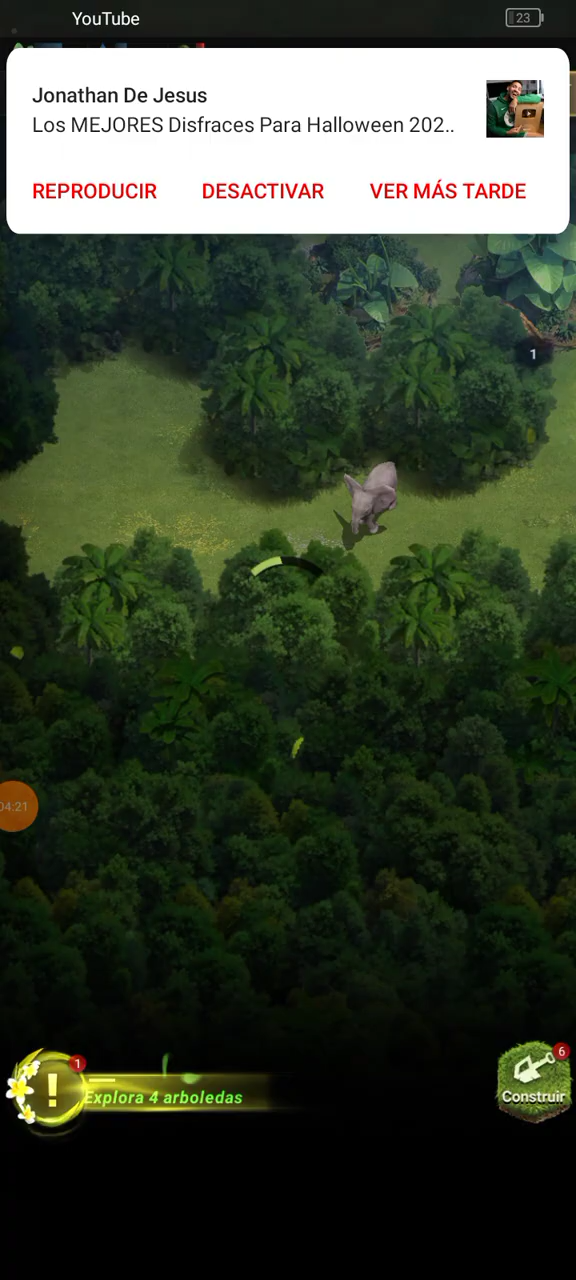 YouTube
23
Jonathan De Jesus
Los MEJORES Disfraces Para Halloween 202..
REPRODUCIR DESACTIVAR VER MÁS TARDE
1
04:21
1
Explora 4 arboledas
6
Construir